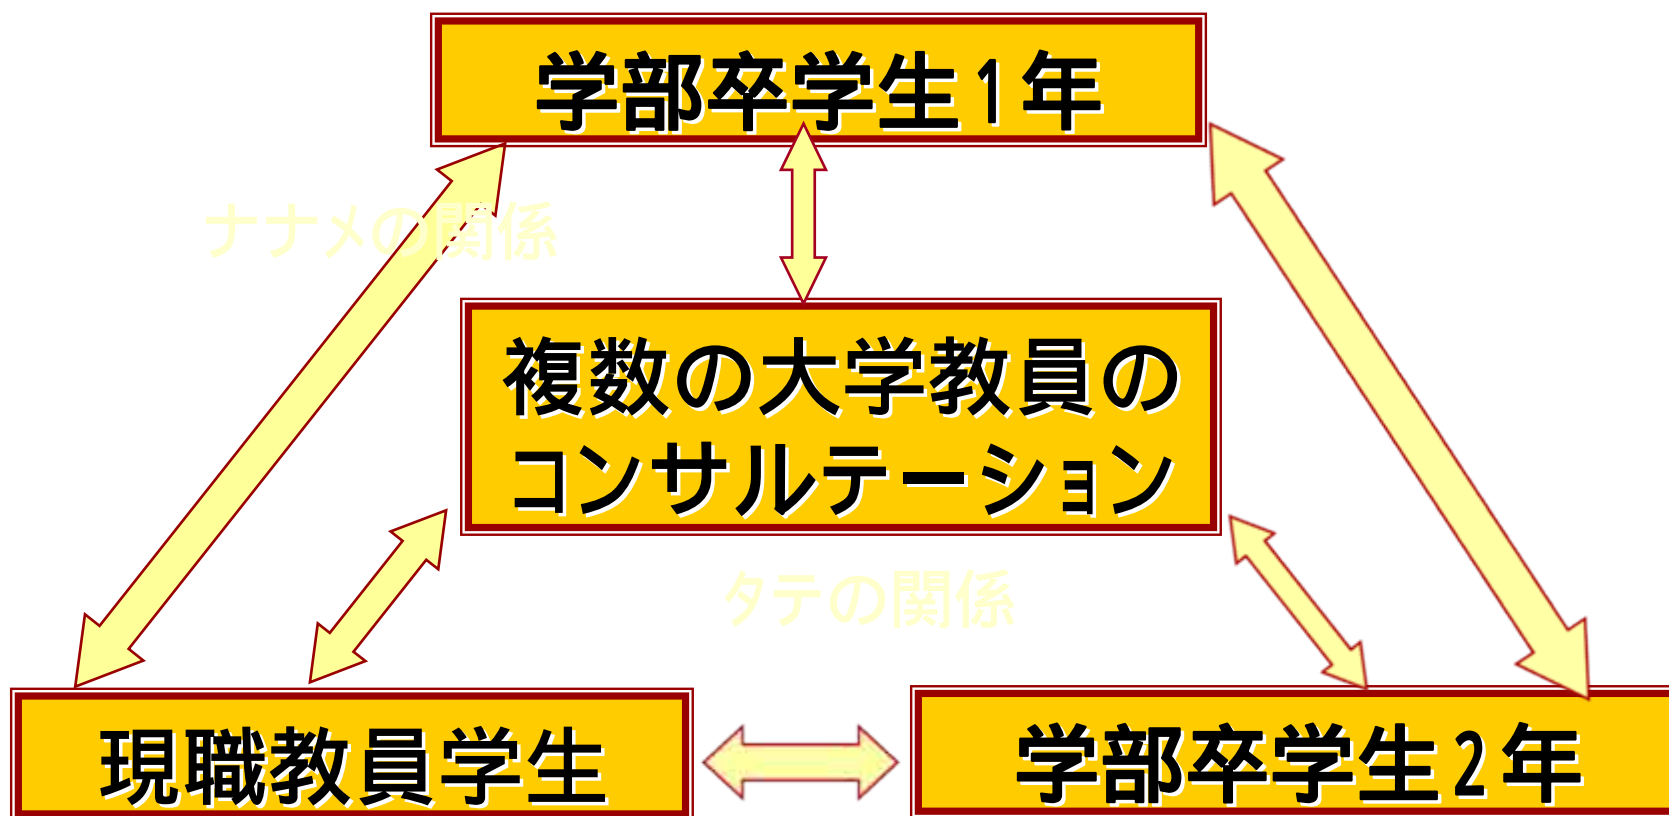 学部卒学生1年
ナナメの関係
複数の大学教員の
コンサルテーション
タテの関係
現職教員学生
学部卒学生2年